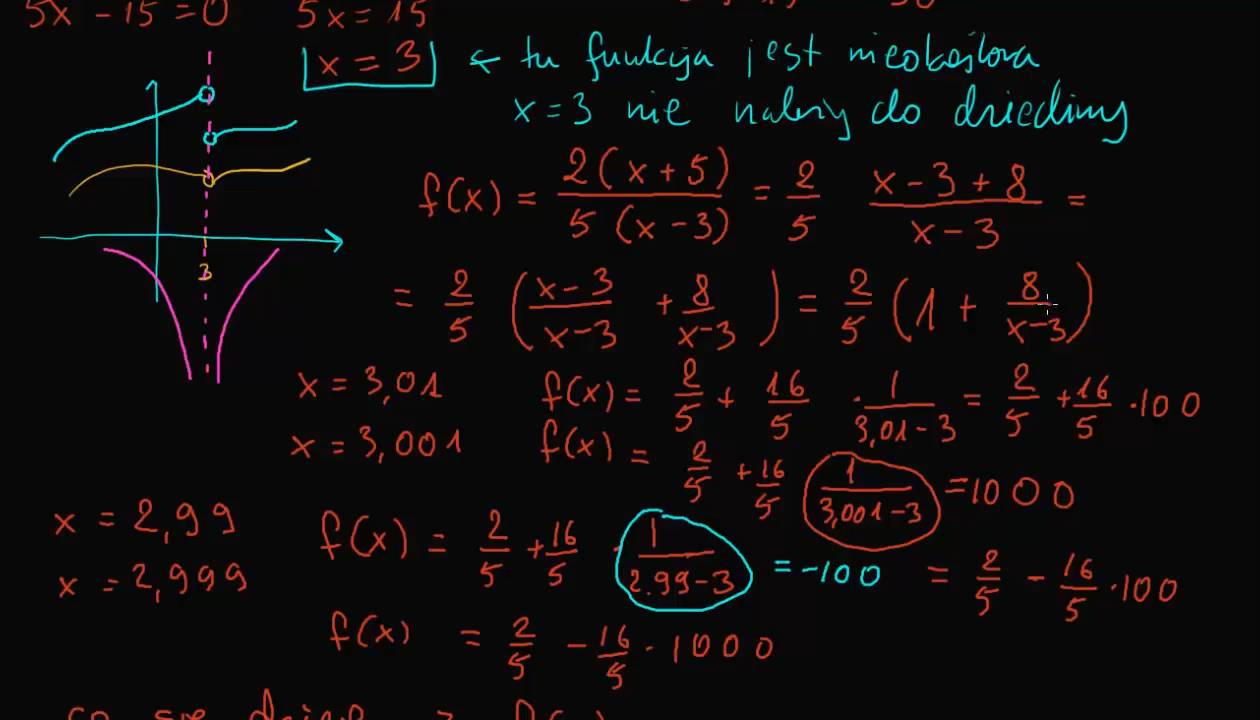 5x - 15 = 0   5x = 15
x = 3 ← tu funkcja jest nieokeślona
x = 3 nie należy do dziedziny
f(x) = 2(x+5) / 5(x-3) = 2/5 (x-3+8)/(x-3) =
= 2/5 ((x-3)/(x-3) + 8/(x-3)) = 2/5 (1 + 8/(x-3))
3
x = 3,01   f(x) = 2/5 + 16/5 · 1/(3,01-3) = 2/5 + 16/5 · 100
x = 3,001   f(x) = 2/5 + 16/5 1/(3,001-3) = 1000
x = 2,99   f(x) = 2/5 + 16/5 · 1/(2.99-3) = -100 = 2/5 - 16/5 · 100
x = 2,999   f(x) = 2/5 - 16/5 · 1000